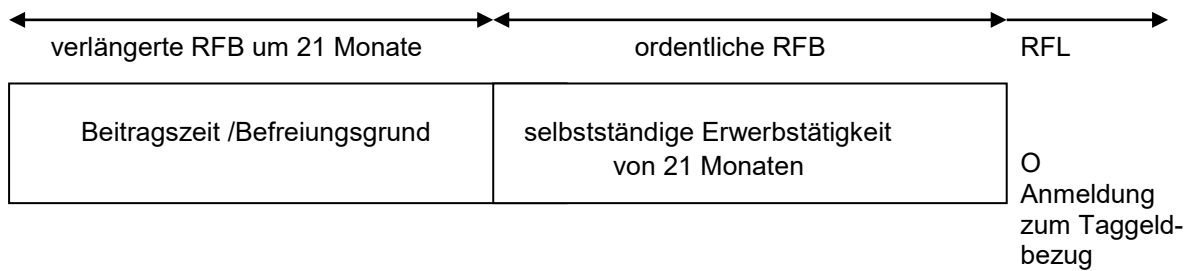 verlängerte RFB um 21 Monate ordentliche RFB RFL
Beitragszeit /Befreiungsgrund
selbstständige Erwerbstätigkeit
von 21 Monaten
O
Anmeldung
zum Taggeld-
bezug